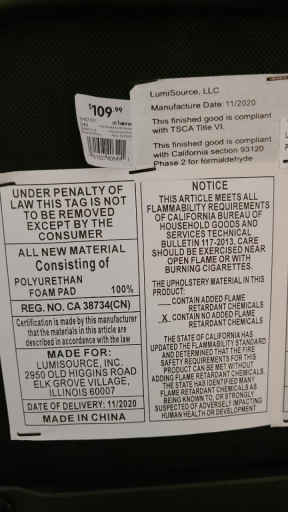 $109.99
at home
LumiSource, LLC
Manufacture Date: 11/2020
This finished good is compliant
with TSCA Title VI.
This finished good is compliant
with California section 93120
Phase 2 for formaldehyde
UNDER PENALTY OF
LAW THIS TAG IS NOT
TO BE REMOVED
EXCEPT BY THE
CONSUMER
ALL NEW MATERIAL
Consisting of
POLYURETHAN
FOAM PAD 100%
REG. NO. CA 38734(CN)
Certification is made by this manufacturer
that the materials in this article are
described in accordance with the law
MADE FOR:
LUMISOURCE, INC.
2950 OLD HIGGINS ROAD
ELK GROVE VILLAGE,
ILLINOIS 60007
DATE OF DELIVERY: 11/2020
MADE IN CHINA
NOTICE
THIS ARTICLE MEETS ALL
FLAMMABILITY REQUIREMENTS
OF CALIFORNIA BUREAU OF
HOUSEHOLD GOODS AND
SERVICES TECHNICAL
BULLETIN 117-2013. CARE
SHOULD BE EXERCISED NEAR
OPEN FLAME OR WITH
BURNING CIGARETTES.
THE UPHOLSTERY MATERIAL IN THIS
PRODUCT:
___ CONTAIN ADDED FLAME
RETARDANT CHEMICALS
_X_ CONTAIN NO ADDED FLAME
RETARDANT CHEMICALS
THE STATE OF CALIFORNIA HAS
UPDATED THE FLAMMABILITY STANDARD
AND DETERMINED THAT THE FIRE
SAFETY REQUIREMENTS FOR THIS
PRODUCT CAN BE MET WITHOUT
ADDING FLAME RETARDANT CHEMICALS.
THE STATE HAS IDENTIFIED MANY
FLAME RETARDANT CHEMICALS AS
BEING KNOWN TO, OR STRONGLY
SUSPECTED OF ADVERSELY IMPACTING
HUMAN HEALTH OR DEVELOPMENT